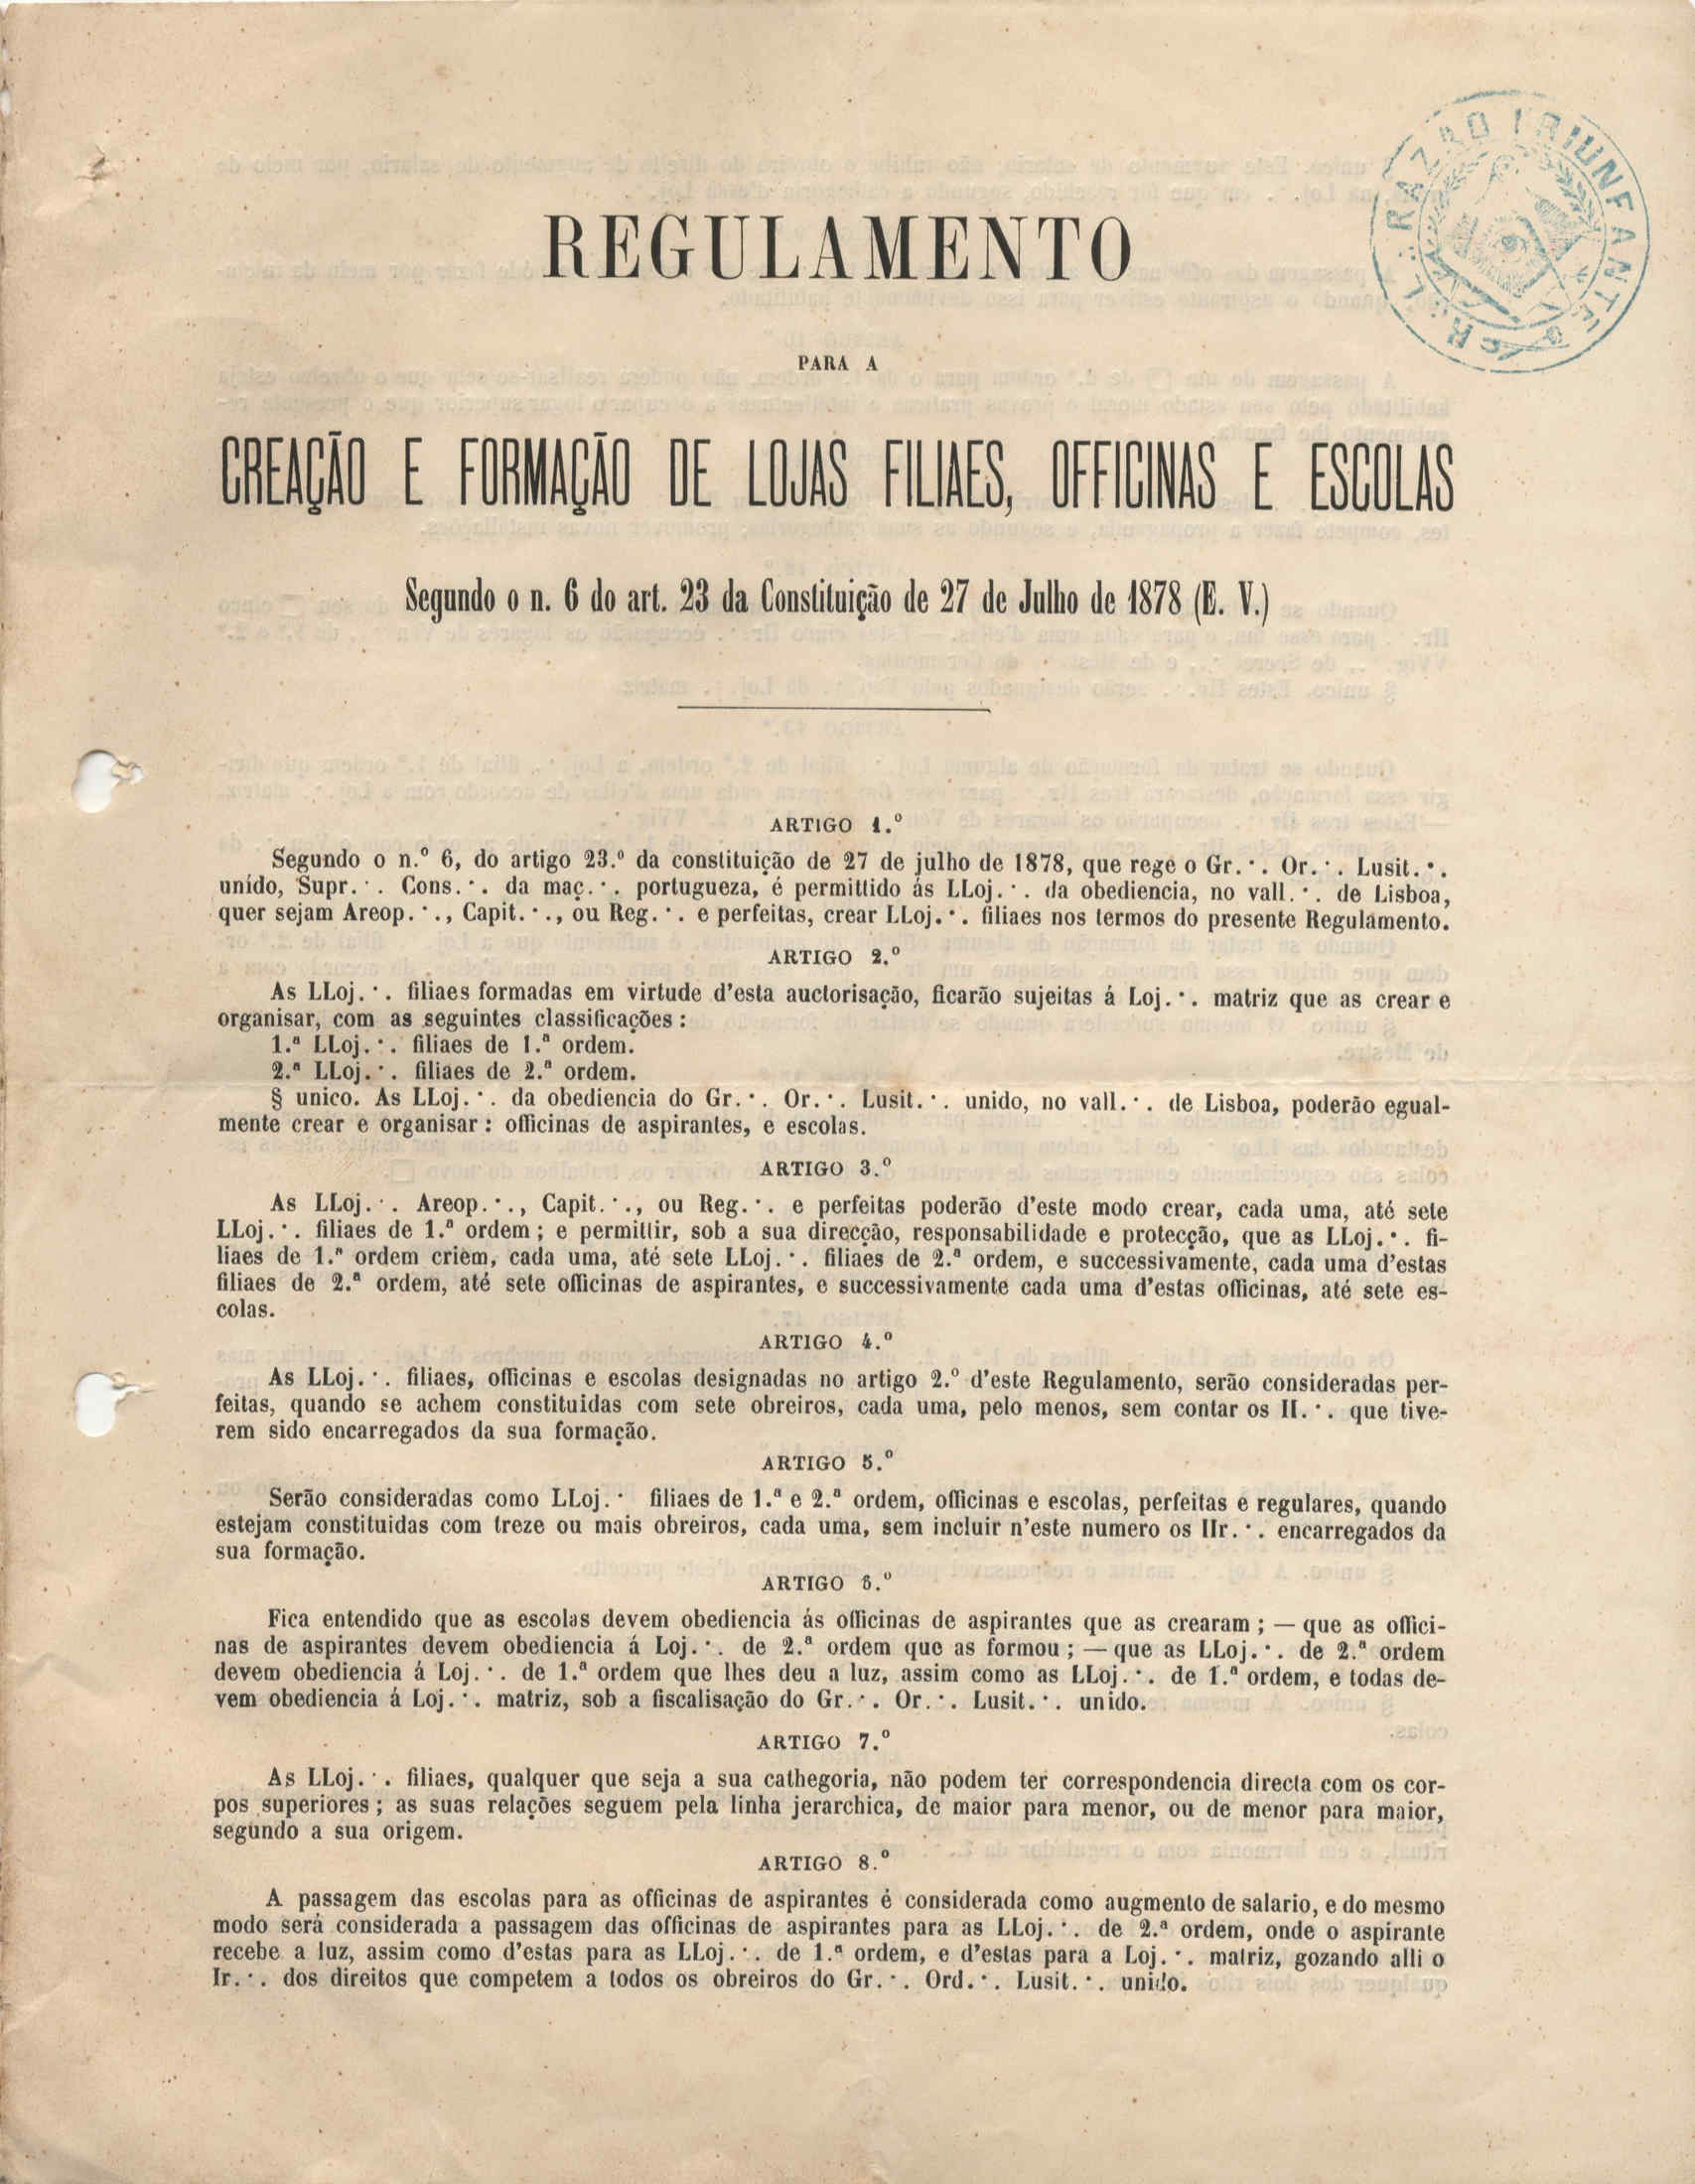 R∴ L∴ RAZÃO TRIUNFANTE
REGULAMENTO
PARA A
CREAÇÃO E FORMAÇÃO DE LOJAS FILIAES, OFFICINAS E ESCOLAS
Segundo o n. 6 do art. 23 da Constituição de 27 de Julho de 1878 (E. V.)
ARTIGO 1.º
Segundo o n.º 6, do artigo 23.º da constituição de 27 de julho de 1878, que rege o Gr.·. Or.·. Lusit.·.
unido, Supr.·. Cons.·. da maç.·. portugueza, é permittido ás LLoj.·. da obediencia, no vall.·. de Lisboa,
quer sejam Areop.·., Capit.·., ou Reg.·. e perfeitas, crear LLoj.·. filiaes nos termos do presente Regulamento.
ARTIGO 2.º
As LLoj.·. filiaes formadas em virtude d'esta auctorisação, ficarão sujeitas á Loj.·. matriz que as crear e
organisar, com as seguintes classificações:
1.ª LLoj.·. filiaes de 1.ª ordem.
2.ª LLoj.·. filiaes de 2.ª ordem.
§ unico. As LLoj.·. da obediencia do Gr.·. Or.·. Lusit.·. unido, no vall.·. de Lisboa, poderão egual-
mente crear e organisar: officinas de aspirantes, e escolas.
ARTIGO 3.º
As LLoj.·. Areop.·., Capit.·., ou Reg.·. e perfeitas poderão d'este modo crear, cada uma, até sete
LLoj.·. filiaes de 1.ª ordem; e permittir, sob a sua direcção, responsabilidade e protecção, que as LLoj.·. fi-
liaes de 1.ª ordem criem, cada uma, até sete LLoj.·. filiaes de 2.ª ordem, e successivamente, cada uma d'estas
filiaes de 2.ª ordem, até sete officinas de aspirantes, e successivamente cada uma d'estas officinas, até sete es-
colas.
ARTIGO 4.º
As LLoj.·. filiaes, officinas e escolas designadas no artigo 2.º d'este Regulamento, serão consideradas per-
feitas, quando se achem constituidas com sete obreiros, cada uma, pelo menos, sem contar os II.·. que tive-
rem sido encarregados da sua formação.
ARTIGO 5.º
Serão consideradas como LLoj.· filiaes de 1.ª e 2.ª ordem, officinas e escolas, perfeitas e regulares, quando
estejam constituidas com treze ou mais obreiros, cada uma, sem incluir n'este numero os IIr.·. encarregados da
sua formação.
ARTIGO 6.º
Fica entendido que as escolas devem obediencia ás officinas de aspirantes que as crearam; — que as offici-
nas de aspirantes devem obediencia á Loj.·. de 2.ª ordem que as formou; — que as LLoj.·. de 2.ª ordem
devem obediencia á Loj.·. de 1.ª ordem que lhes deu a luz, assim como as LLoj.·. de 1.ª ordem, e todas de-
vem obediencia á Loj.·. matriz, sob a fiscalisação do Gr.·. Or.·. Lusit.·. unido.
ARTIGO 7.º
As LLoj.·. filiaes, qualquer que seja a sua cathegoria, não podem ter correspondencia directa com os cor-
pos superiores; as suas relações seguem pela linha jerarchica, de maior para menor, ou de menor para maior,
segundo a sua origem.
ARTIGO 8.º
A passagem das escolas para as officinas de aspirantes é considerada como augmento de salario, e do mesmo
modo será considerada a passagem das officinas de aspirantes para as LLoj.·. de 2.ª ordem, onde o aspirante
recebe a luz, assim como d'estas para as LLoj.·. de 1.ª ordem, e d'estas para a Loj.·. matriz, gozando alli o
Ir.·. dos direitos que competem a todos os obreiros do Gr.·. Ord.·. Lusit.·. unido.